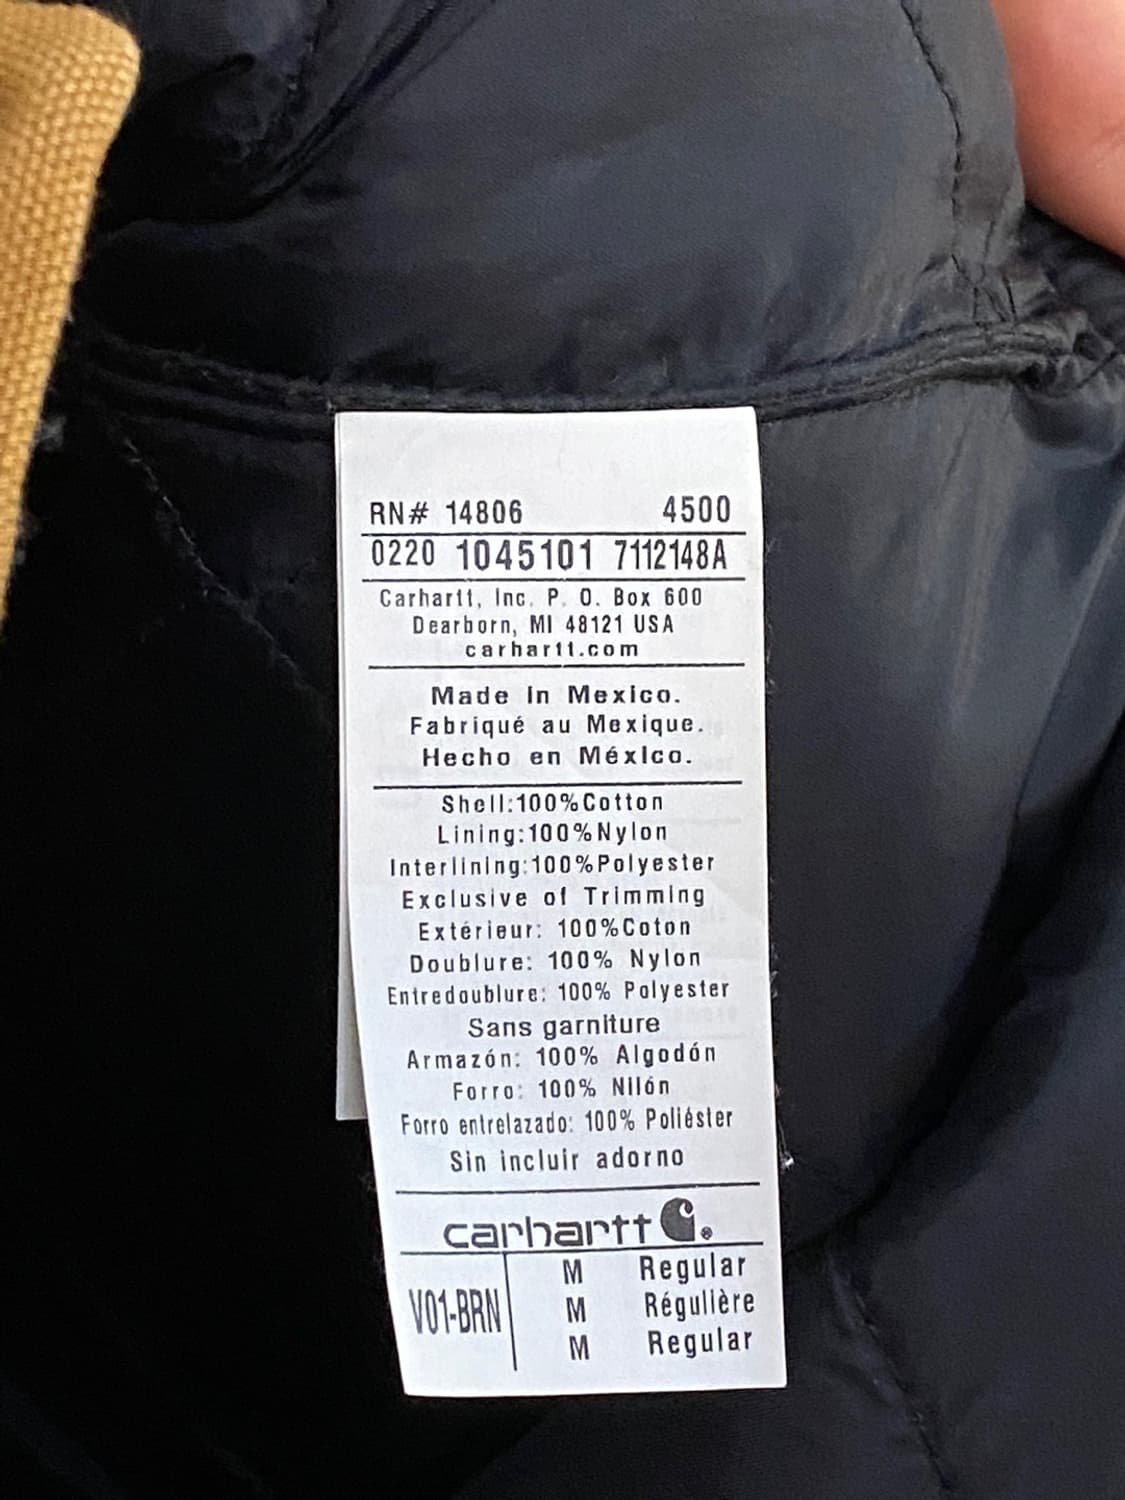 RN# 14806 4500
0220 1045101 7112148A
Carhartt, Inc. P. O. Box 600
Dearborn, MI 48121 USA
carhartt.com
Made in Mexico.
Fabriqué au Mexique.
Hecho en México.
Shell:100%Cotton
Lining:100%Nylon
Interlining:100%Polyester
Exclusive of Trimming
Extérieur: 100%Coton
Doublure: 100% Nylon
Entredoublure: 100% Polyester
Sans garniture
Armazón: 100% Algodón
Forro: 100% Nilón
Forro entrelazado: 100% Poliéster
Sin incluir adorno
carhartt ®
V01-BRN
M Regular
M Régulière
M Regular